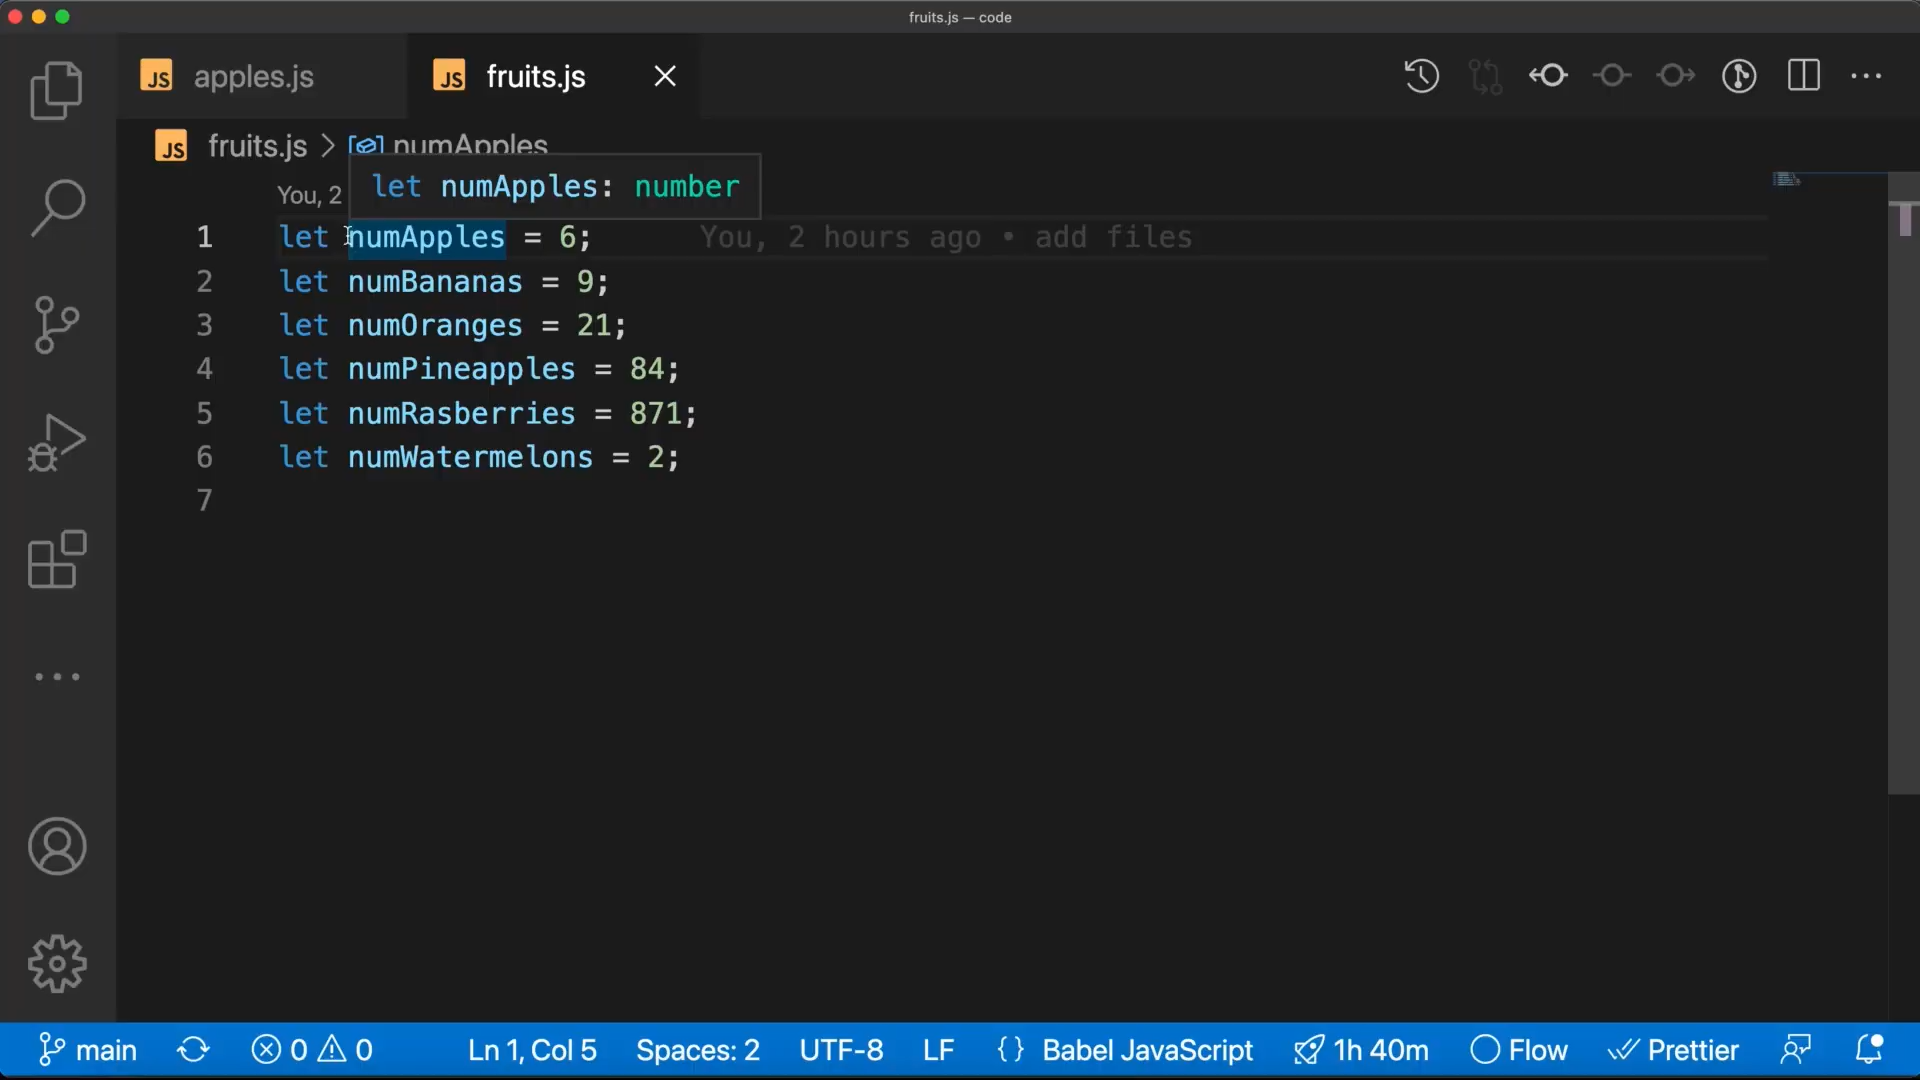 fruits.js — code
JS apples.js
JS fruits.js
JS fruits.js > numApples
You, 2
let numApples: number
1 let numApples = 6; You, 2 hours ago • add files
2 let numBananas = 9;
3 let numOranges = 21;
4 let numPineapples = 84;
5 let numRasberries = 871;
6 let numWatermelons = 2;
7
main 0 0 Ln 1, Col 5 Spaces: 2 UTF-8 LF {} Babel JavaScript 1h 40m Flow Prettier